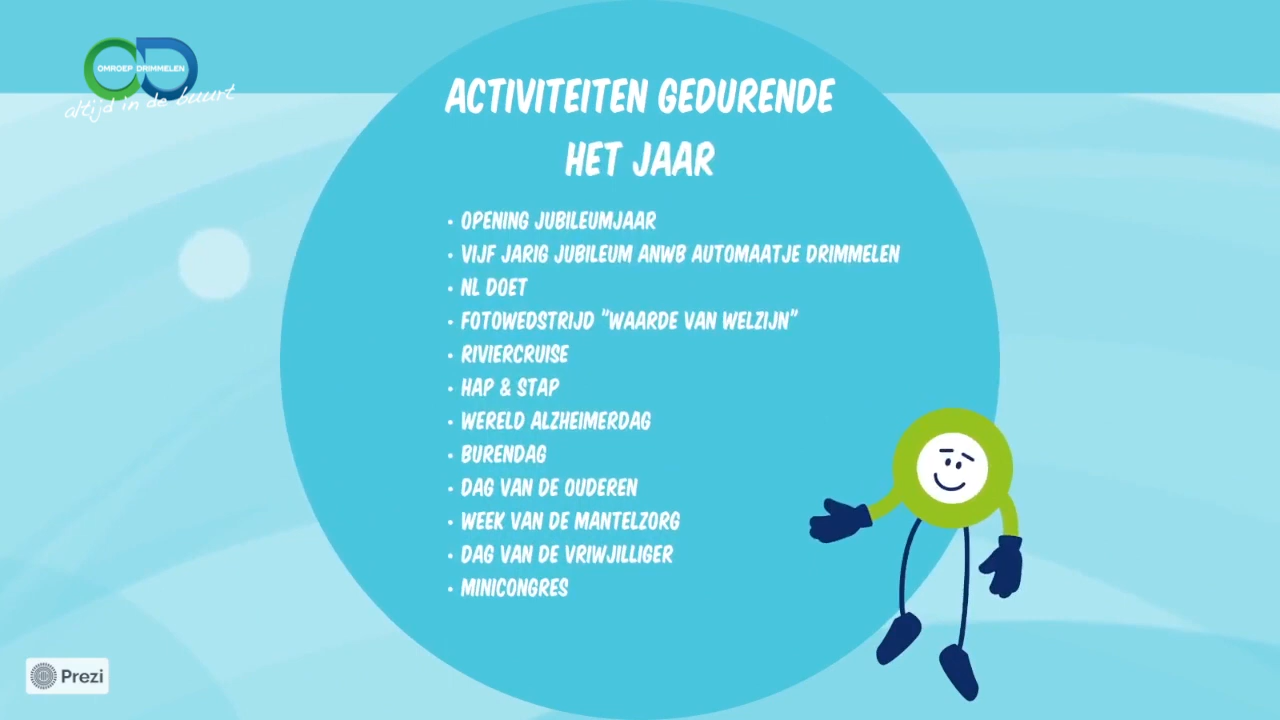 OMROEP DRIMMELEN
altijd in de buurt
ACTIVITEITEN GEDURENDE
HET JAAR
• OPENING JUBILEUMJAAR
• VIJF JARIG JUBILEUM ANWB AUTOMAATJE DRIMMELEN
• NL DOET
• FOTOWEDSTRIJD "WAARDE VAN WELZIJN"
• RIVIERCRUISE
• HAP & STAP
• WERELD ALZHEIMERDAG
• BURENDAG
• DAG VAN DE OUDEREN
• WEEK VAN DE MANTELZORG
• DAG VAN DE VRIWJILLIGER
• MINICONGRES
Prezi